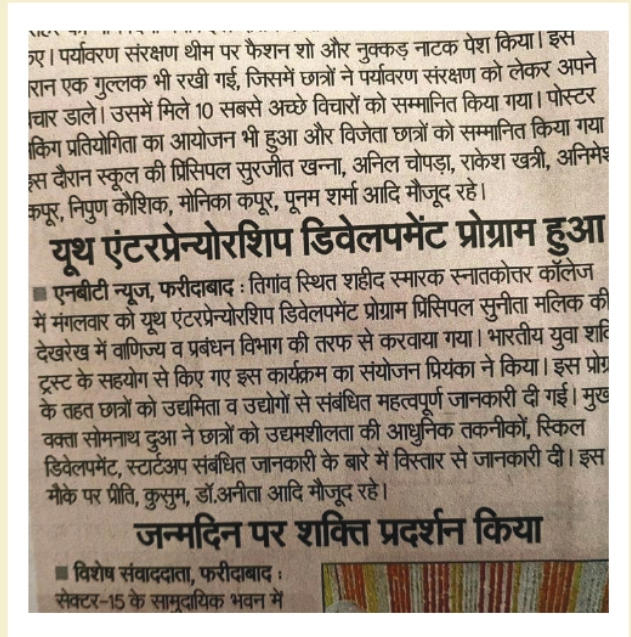 पर्यावरण संरक्षण थीम पर फैशन शो और नुक्कड़ नाटक पेश किया। इस
एक गुल्लक भी रखी गई, जिसमें छात्रों ने पर्यावरण संरक्षण को लेकर अपने
डाले। उसमें मिले 10 सबसे अच्छे विचारों को सम्मानित किया गया। पोस्टर
प्रतियोगिता का आयोजन भी हुआ और विजेता छात्रों को सम्मानित किया गया
इस दौरान स्कूल की प्रिंसिपल सुरजीत खन्ना, अनिल चोपड़ा, राकेश खत्री,
कपूर, निपुण कौशिक, मोनिका कपूर, पूनम शर्मा आदि मौजूद रहे।
यूथ एंटरप्रेन्योरशिप डिवेलपमेंट प्रोग्राम हुआ
एनबीटी न्यूज, फरीदाबाद : तिगांव स्थित शहीद स्मारक स्नातकोत्तर कॉलेज
में मंगलवार को यूथ एंटरप्रेन्योरशिप डिवेलपमेंट प्रोग्राम प्रिंसिपल सुनीता मलिक की
देखरेख में वाणिज्य व प्रबंधन विभाग की तरफ से करवाया गया। भारतीय युवा
ट्रस्ट के सहयोग से किए गए इस कार्यक्रम का संयोजन प्रियंका ने किया। इस
के तहत छात्रों को उद्यमिता व उद्योगों से संबंधित महत्वपूर्ण जानकारी दी गई।
वक्ता सोमनाथ दुआ ने छात्रों को उद्यमशीलता की आधुनिक तकनीकों, स्किल
डिवेलपमेंट, स्टार्टअप संबंधित जानकारी के बारे में विस्तार से जानकारी दी। इस
मौके पर प्रीति, कुसुम, डॉ.अनीता आदि मौजूद रहे।
जन्मदिन पर शक्ति प्रदर्शन किया
विशेष संवाददाता, फरीदाबाद :
सेक्टर-15 के सामुदायिक भवन में